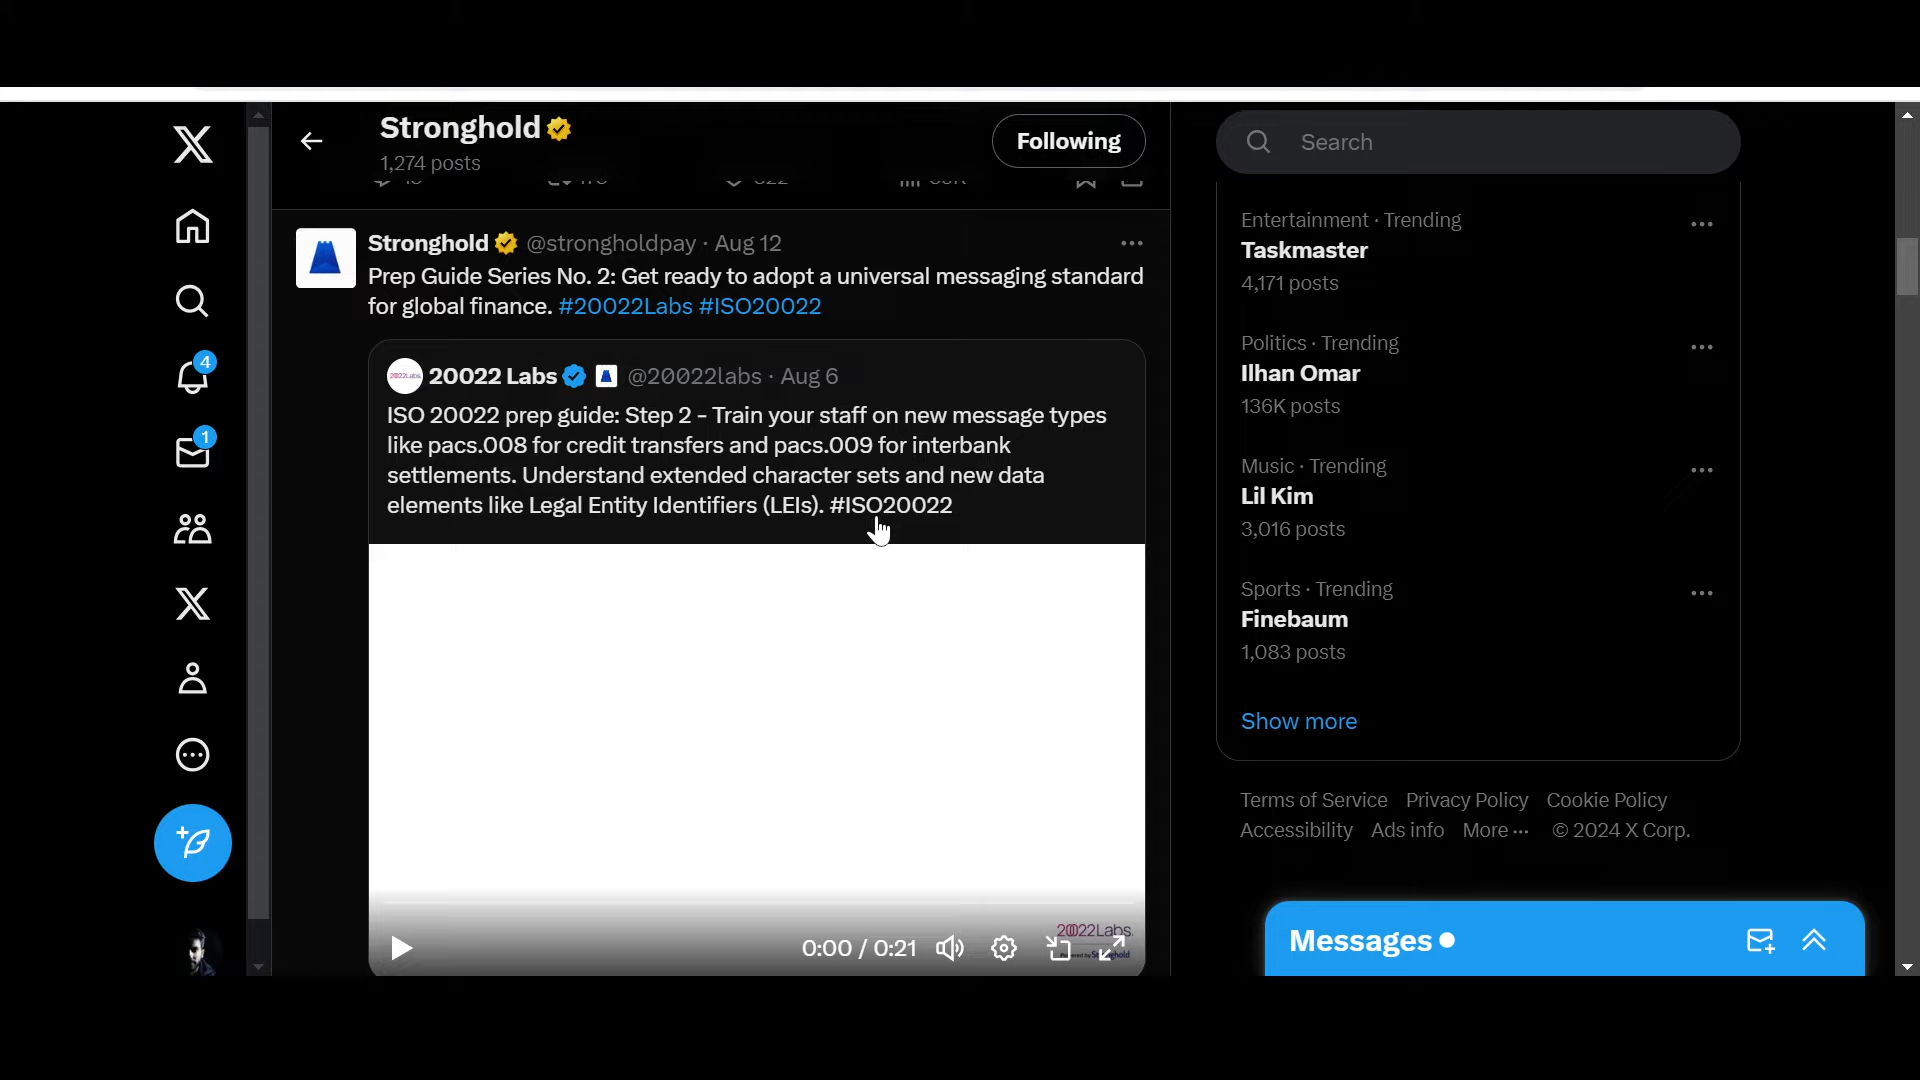 Stronghold
1,274 posts
Following
Search
Stronghold @strongholdpay · Aug 12
Prep Guide Series No. 2: Get ready to adopt a universal messaging standard
for global finance. #20022Labs #ISO20022
20022 Labs @20022labs · Aug 6
ISO 20022 prep guide: Step 2 - Train your staff on new message types
like pacs.008 for credit transfers and pacs.009 for interbank
settlements. Understand extended character sets and new data
elements like Legal Entity Identifiers (LEIs). #ISO20022
20022Labs.
0:00 / 0:21
4
1
Entertainment · Trending
Taskmaster
4,171 posts
Politics · Trending
Ilhan Omar
136K posts
Music · Trending
Lil Kim
3,016 posts
Sports · Trending
Finebaum
1,083 posts
Show more
Terms of Service Privacy Policy Cookie Policy
Accessibility Ads info More ··· © 2024 X Corp.
Messages